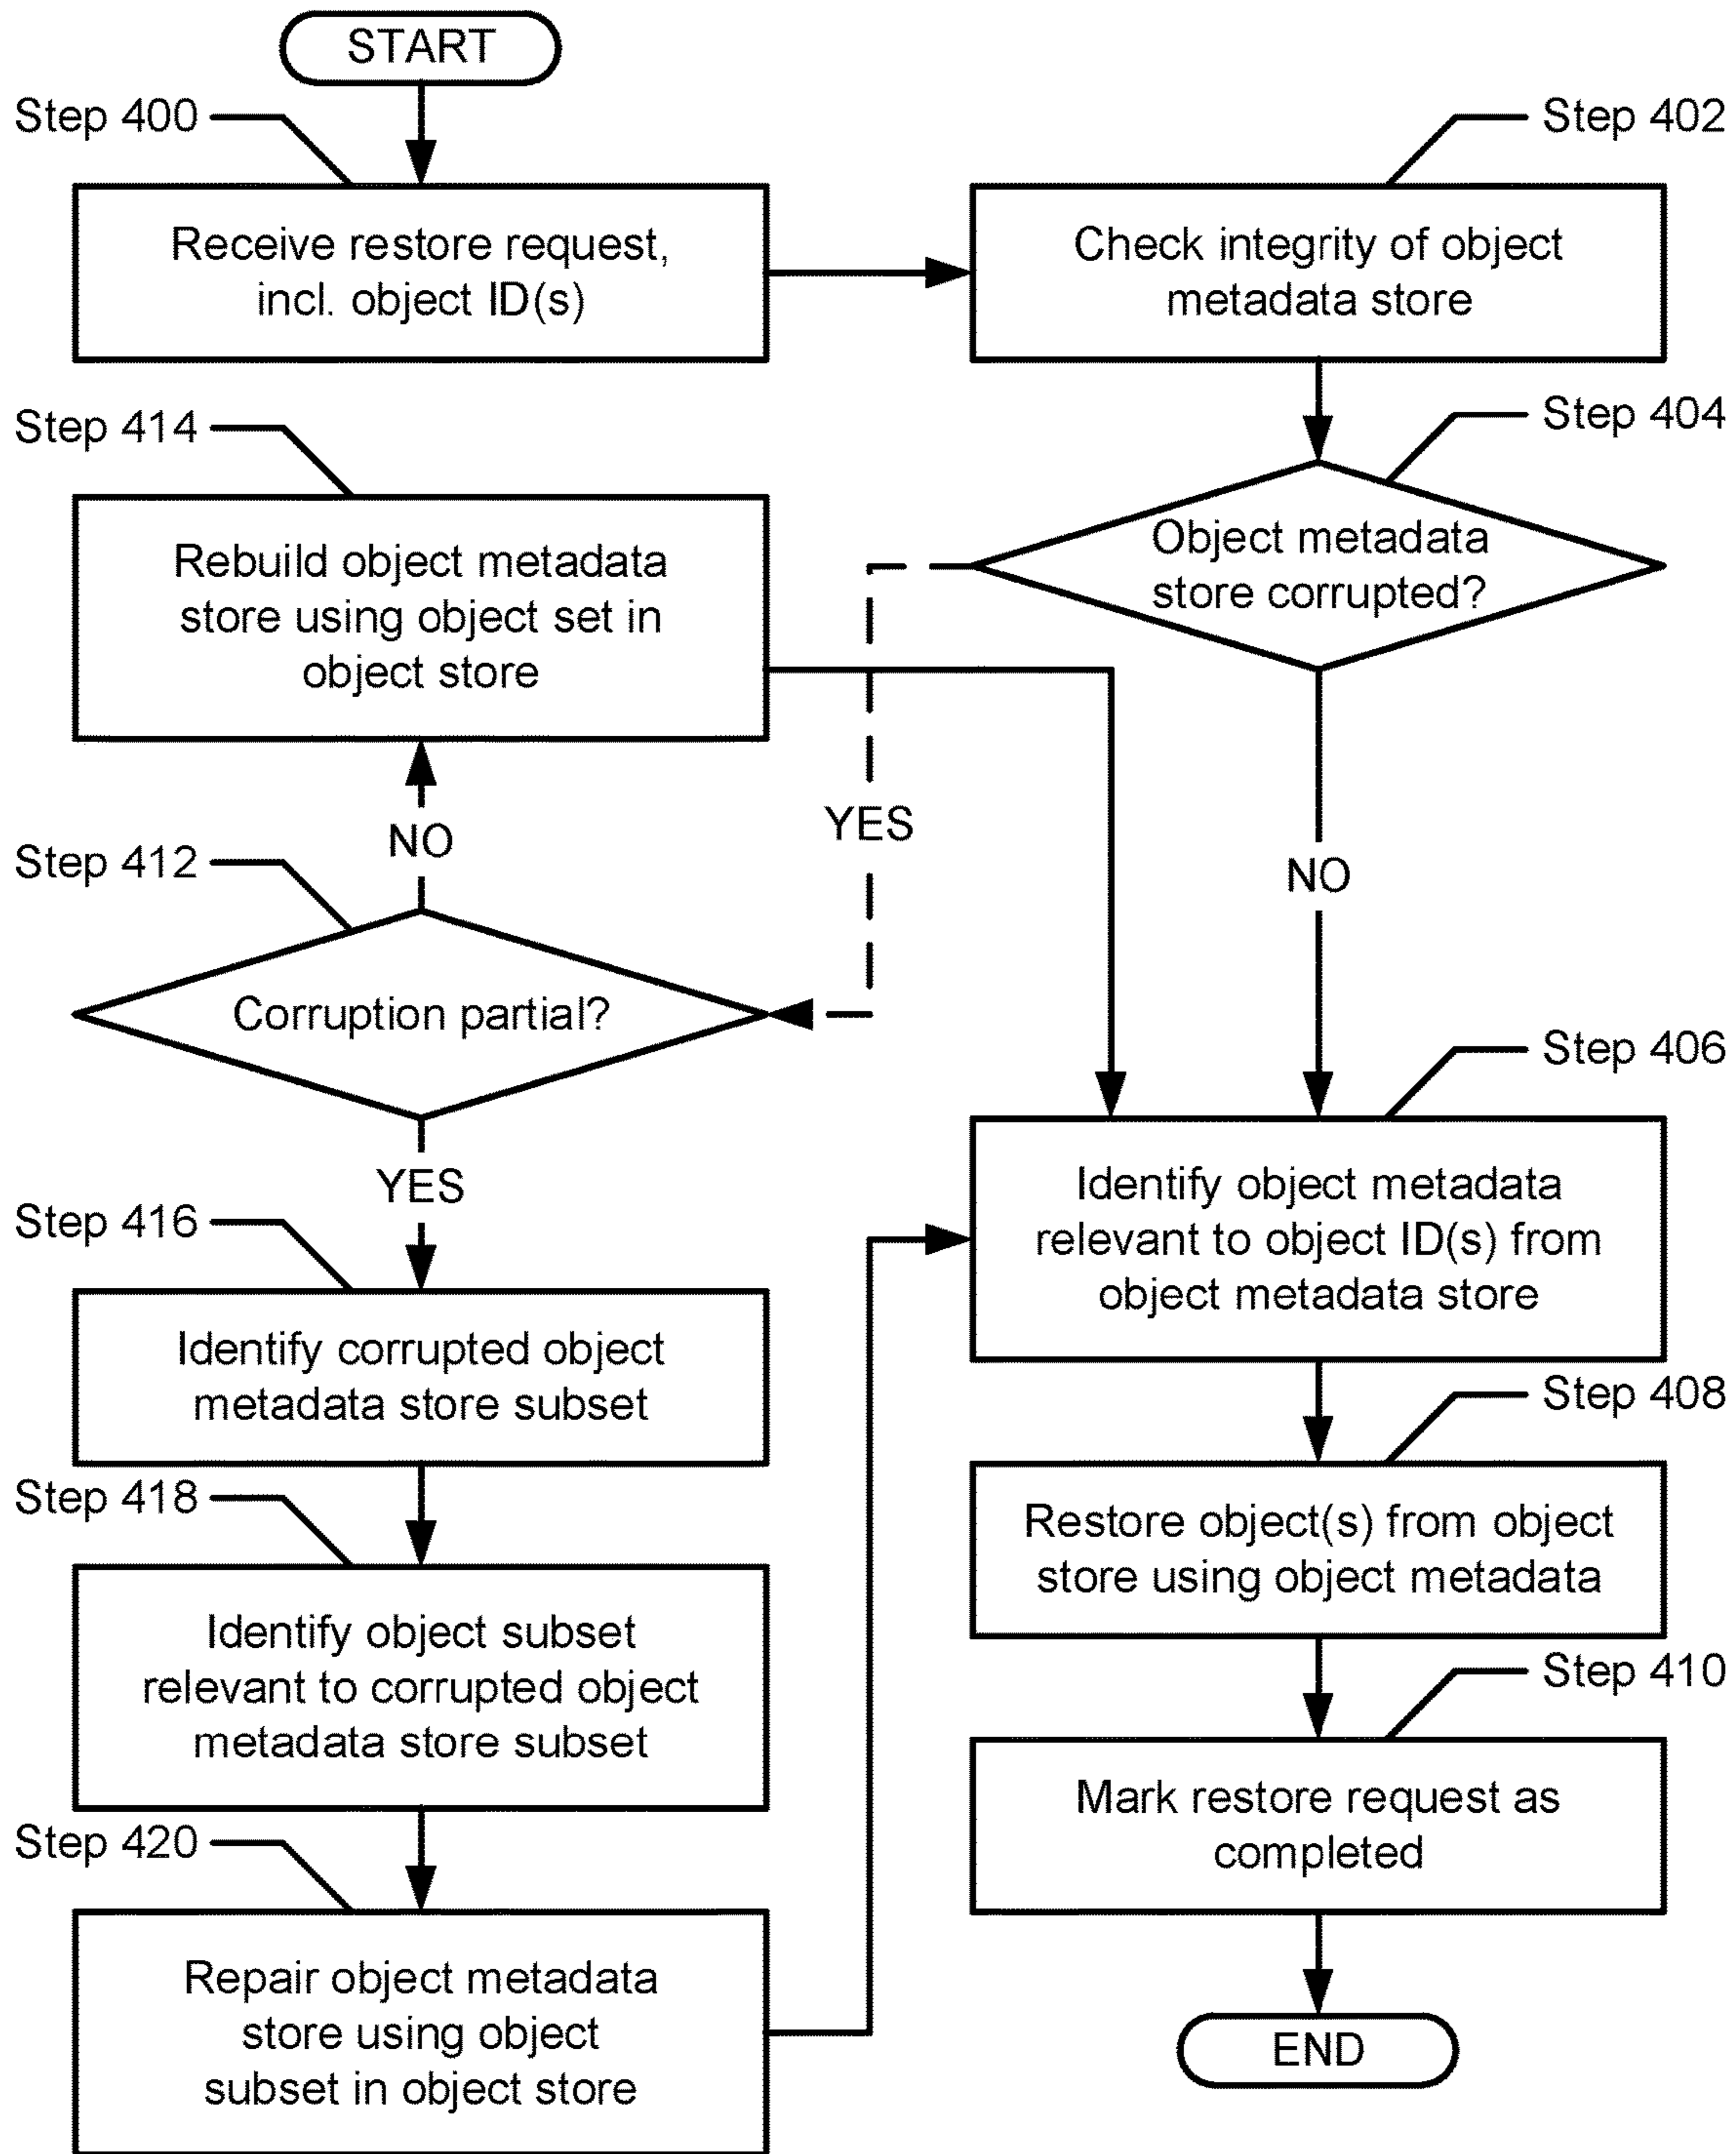 START
Step 400
Receive restore request,
incl. object ID(s)
Step 402
Check integrity of object
metadata store
Step 404
Object metadata
store corrupted?
Step 414
Rebuild object metadata
store using object set in
object store
YES
NO
NO
Step 412
Corruption partial?
YES
Step 406
Identify object metadata
relevant to object ID(s) from
object metadata store
Step 416
Identify corrupted object
metadata store subset
Step 408
Restore object(s) from object
store using object metadata
Step 418
Identify object subset
relevant to corrupted object
metadata store subset
Step 410
Mark restore request as
completed
Step 420
Repair object metadata
store using object
subset in object store
END